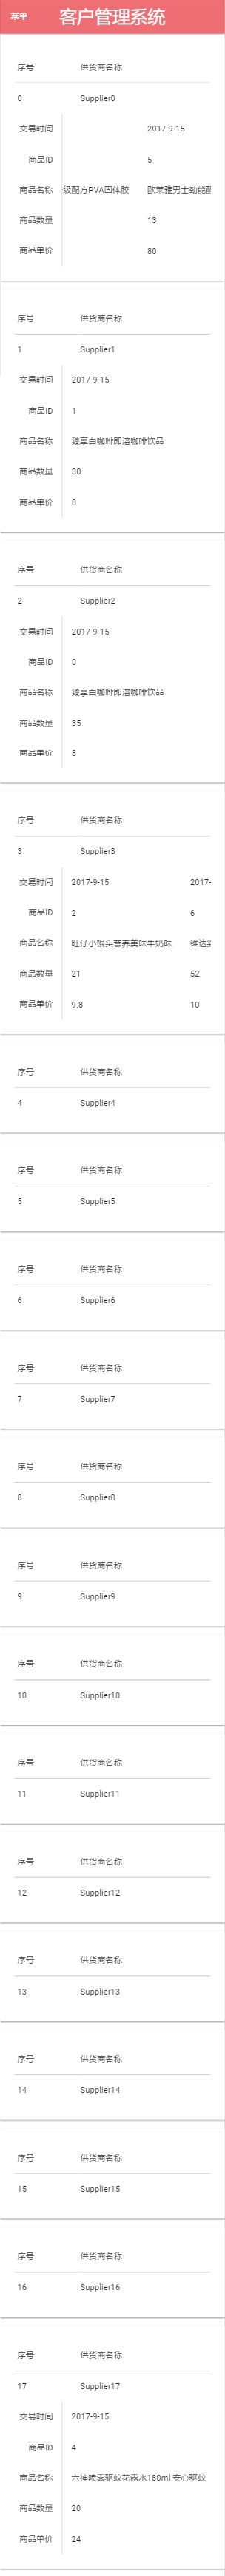 菜单 客户管理系统
序号 供货商名称
0 Supplier0
交易时间 2017-9-15
商品ID 5
商品名称 级配方PVA固体胶 欧莱雅男士劲能
商品数量 13
商品单价 80
序号 供货商名称
1 Supplier1
交易时间 2017-9-15
商品ID 1
商品名称 臻享白咖啡即溶咖啡饮品
商品数量 30
商品单价 8
序号 供货商名称
2 Supplier2
交易时间 2017-9-15
商品ID 0
商品名称 臻享白咖啡即溶咖啡饮品
商品数量 35
商品单价 8
序号 供货商名称
3 Supplier3
交易时间 2017-9-15 2017-
商品ID 2 6
商品名称 旺仔小馒头营养美味牛奶味 维达
商品数量 21 52
商品单价 9.8 10
序号 供货商名称
4 Supplier4
序号 供货商名称
5 Supplier5
序号 供货商名称
6 Supplier6
序号 供货商名称
7 Supplier7
序号 供货商名称
8 Supplier8
序号 供货商名称
9 Supplier9
序号 供货商名称
10 Supplier10
序号 供货商名称
11 Supplier11
序号 供货商名称
12 Supplier12
序号 供货商名称
13 Supplier13
序号 供货商名称
14 Supplier14
序号 供货商名称
15 Supplier15
序号 供货商名称
16 Supplier16
序号 供货商名称
17 Supplier17
交易时间 2017-9-15
商品ID 4
商品名称 六神喷雾驱蚊花露水180ml 安心驱蚊
商品数量 20
商品单价 24